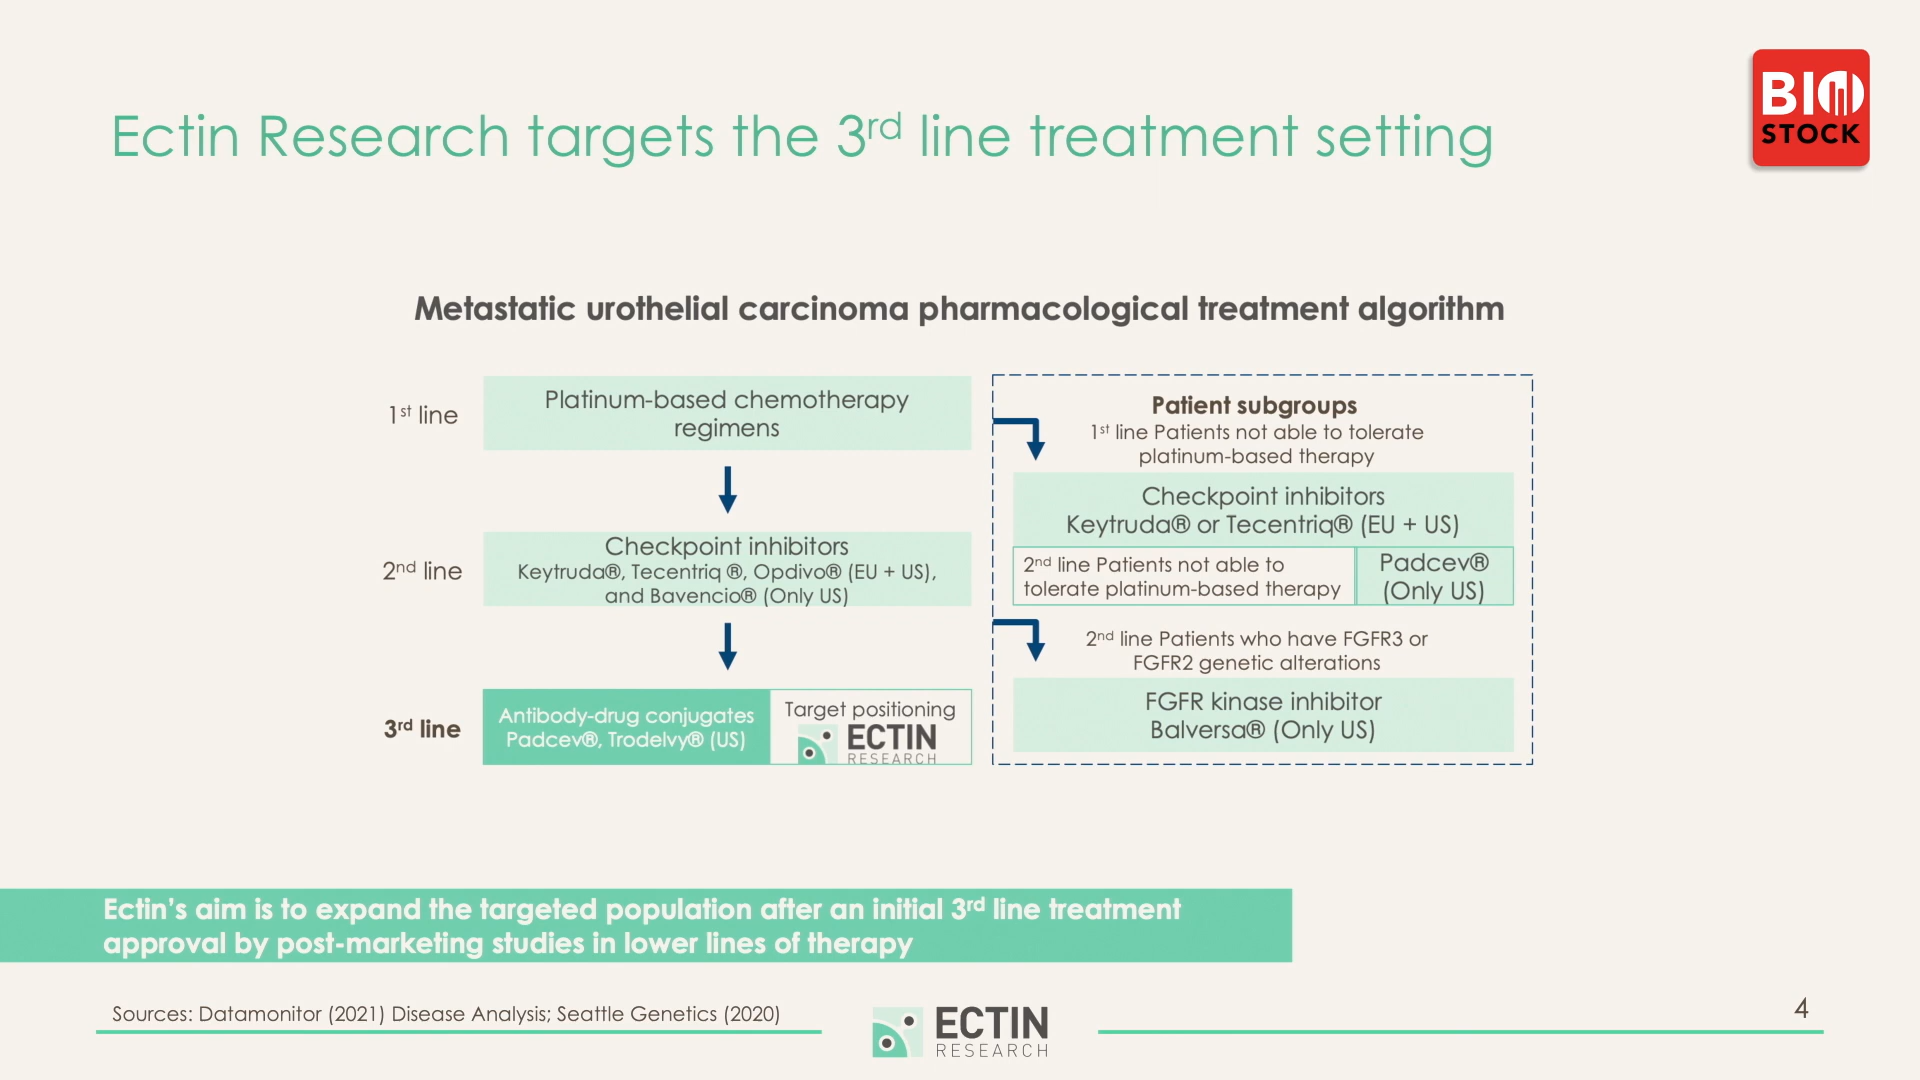 BIO
STOCK
Ectin Research targets the 3rd line treatment setting
Metastatic urothelial carcinoma pharmacological treatment algorithm
1st line
Platinum-based chemotherapy
regimens
2nd line
Checkpoint inhibitors
Keytruda®, Tecentriq ®, Opdivo® (EU + US),
and Bavencio® (Only US)
3rd line
Antibody-drug conjugates
Padcev®, Trodelvy® (US)
Target positioning
ECTIN
RESEARCH
Patient subgroups
1st line Patients not able to tolerate
platinum-based therapy
Checkpoint inhibitors
Keytruda® or Tecentriq® (EU + US)
2nd line Patients not able to
tolerate platinum-based therapy
Padcev®
(Only US)
2nd line Patients who have FGFR3 or
FGFR2 genetic alterations
FGFR kinase inhibitor
Balversa® (Only US)
Ectin’s aim is to expand the targeted population after an initial 3rd line treatment
approval by post-marketing studies in lower lines of therapy
Sources: Datamonitor (2021) Disease Analysis; Seattle Genetics (2020)
ECTIN
RESEARCH
4